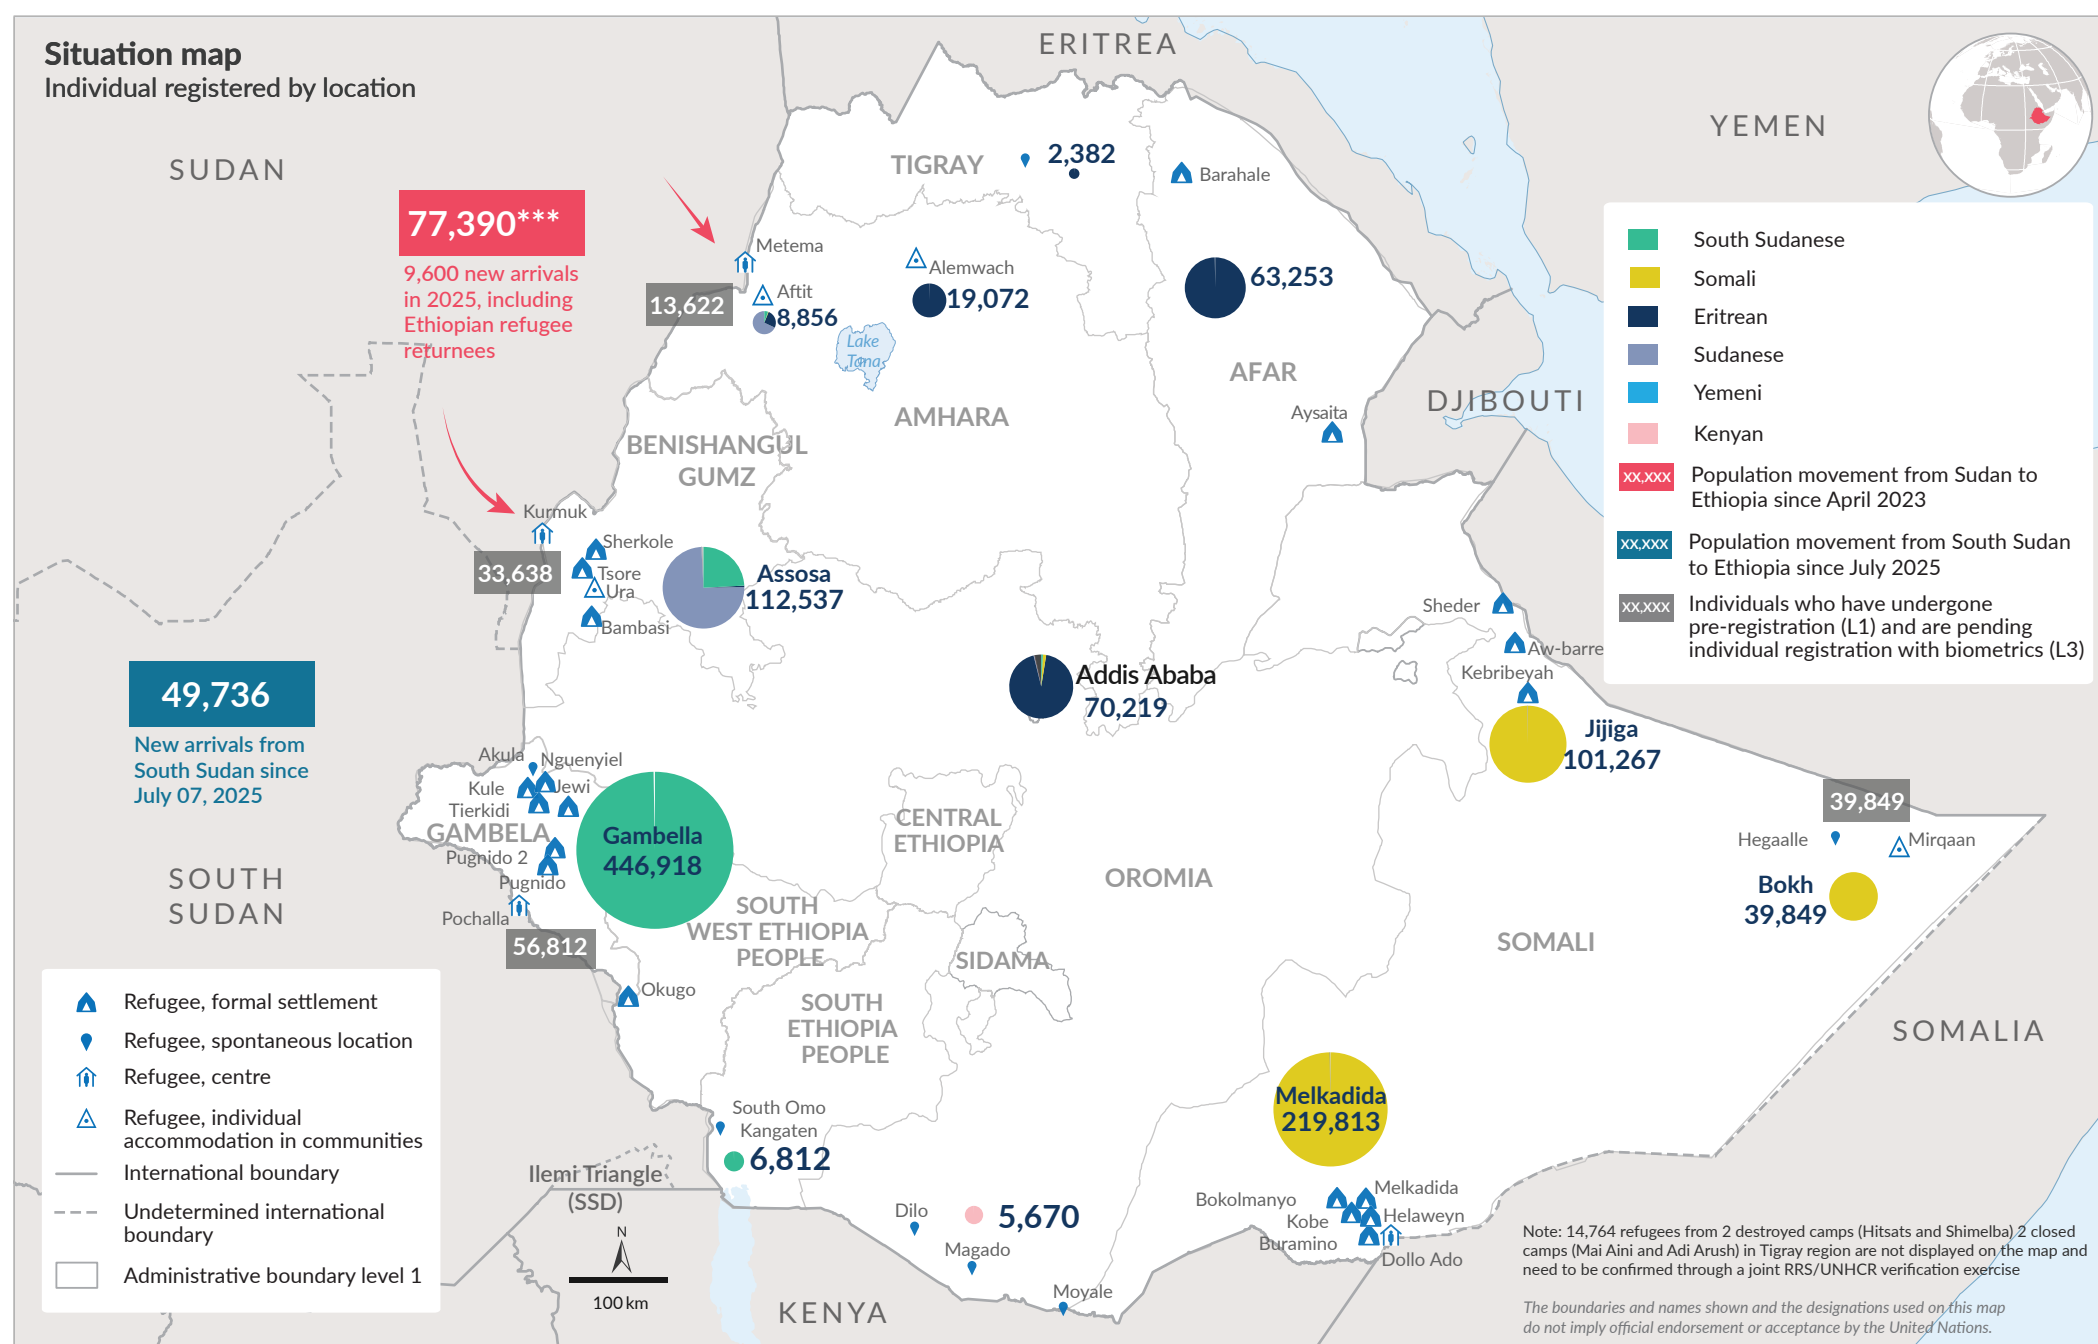 Situation map
Individual registered by location
ERITREA
YEMEN
SUDAN
TIGRAY
2,382
Barahale
77,390***
9,600 new arrivals
in 2025, including
Ethiopian refugee
returnees
Metema
13,622
Aftit
8,856
Alemwach
19,072
63,253
Lake
Tana
AFAR
AMHARA
Aysaita
DJIBOUTI
BENISHANGUL
GUMZ
South Sudanese
Somali
Eritrean
Sudanese
Yemeni
Kenyan
XX,XXX
Population movement from Sudan to
Ethiopia since April 2023
XX,XXX
Population movement from South Sudan
to Ethiopia since July 2025
XX,XXX
Individuals who have undergone
pre-registration (L1) and are pending
individual registration with biometrics (L3)
Kurmuk
33,638
Sherkole
Tsore
Ura
Bambasi
Assosa
112,537
Sheder
Aw-barre
Kebribeyah
Jijiga
101,267
Addis Ababa
70,219
49,736
New arrivals from
South Sudan since
July 07, 2025
Akula
Nguenyiel
Kule
Jewi
Tierkidi
GAMBELA
Pugnido 2
Pugnido
Pochalla
56,812
Okugo
Gambella
446,918
SOUTH
SUDAN
CENTRAL
ETHIOPIA
OROMIA
SOUTH
WEST ETHIOPIA
PEOPLE
SIDAMA
SOUTH
ETHIOPIA
PEOPLE
SOMALI
39,849
Hegaalle
Mirqaan
Bokh
39,849
SOMALIA
Melkadida
219,813
Bokolmanyo
Melkadida
Kobe
Helaweyn
Buramino
Dollo Ado
South Omo
Kangaten
6,812
Ilemi Triangle
(SSD)
Dilo
5,670
Magado
Moyale
KENYA
N
100 km
Refugee, formal settlement
Refugee, spontaneous location
Refugee, centre
Refugee, individual
accommodation in communities
International boundary
Undetermined international
boundary
Administrative boundary level 1
Note: 14,764 refugees from 2 destroyed camps (Hitsats and Shimelba) 2 closed
camps (Mai Aini and Adi Arush) in Tigray region are not displayed on the map and
need to be confirmed through a joint RRS/UNHCR verification exercise
The boundaries and names shown and the designations used on this map
do not imply official endorsement or acceptance by the United Nations.